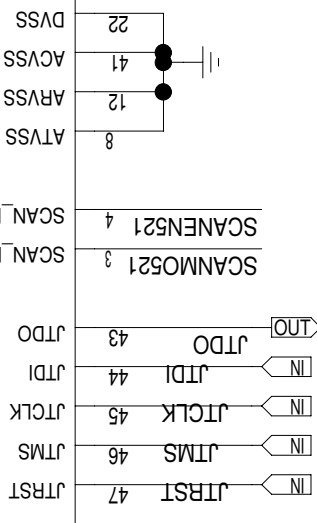 DVSS 22
ACVSS 41
ARVSS 12
ATVSS 8
SCAN_ 4 SCANEN521
SCAN_ 3 SCANMO521
JTDO 43 JTDO OUT
JTDI 44 JTDI IN
JTCLK 45 JTCLK IN
JTMS 46 JTMS IN
JTRST 47 JTRST IN